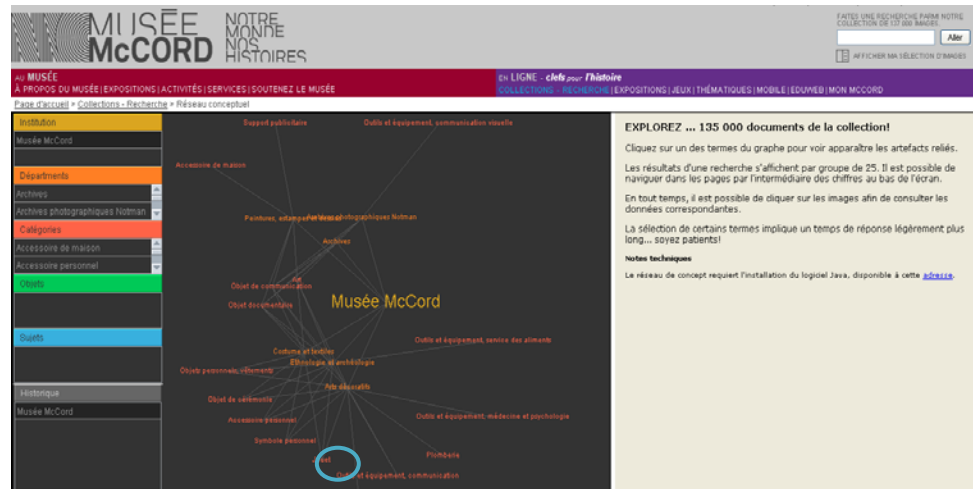 MUSÉE
McCORD
NOTRE
MONDE
NOS
HISTOIRES
FAITES UNE RECHERCHE PARMI NOTRE
COLLECTION DE 137 000 IMAGES.
Aller
AFFICHER MA SÉLECTION D'IMAGES
AU MUSÉE
À PROPOS DU MUSÉE|EXPOSITIONS|ACTIVITÉS|SERVICES|SOUTENEZ LE MUSÉE
EN LIGNE - clefs pour l'histoire
COLLECTIONS - RECHERCHE|EXPOSITIONS|JEUX|THÉMATIQUES|MOBILE|EDUWEB|MON MCCORD
Page d'accueil » Collections - Recherche » Réseau conceptuel
Institution
Musée McCord
Départments
Archives
Archives photographiques Notman
Catégories
Accessoire de maison
Accessoire personnel
Objets
Sujets
Historique
Musée McCord
Support publicitaire
Outils et équipement, communication visuelle
Accessoire de maison
Peintures, estampes et dessins
Archives photographiques Notman
Archives
Art
Objet de communication
Objet documentaire
Musée McCord
Outils et équipement, service des aliments
Costume et textiles
Ethnologie et archéologie
Objets personnels, vêtements
Arts décoratifs
Objet de cérémonie
Accessoire personnel
Outils et équipement; médecine et psychologie
Symbole personnel
Plomberie
Jouet
Outils et équipement, communication
EXPLOREZ ... 135 000 documents de la collection!
Cliquez sur un des termes du graphe pour voir apparaître les artefacts reliés.
Les résultats d'une recherche s'affichent par groupe de 25. Il est possible de
naviguer dans les pages par l'intermédiaire des chiffres au bas de l'écran.
En tout temps, il est possible de cliquer sur les images afin de consulter les
données correspondantes.
La sélection de certains termes implique un temps de réponse légèrement plus
long... soyez patients!
Notes techniques
Le réseau de concept requiert l'installation du logiciel Java, disponible à cette adresse.